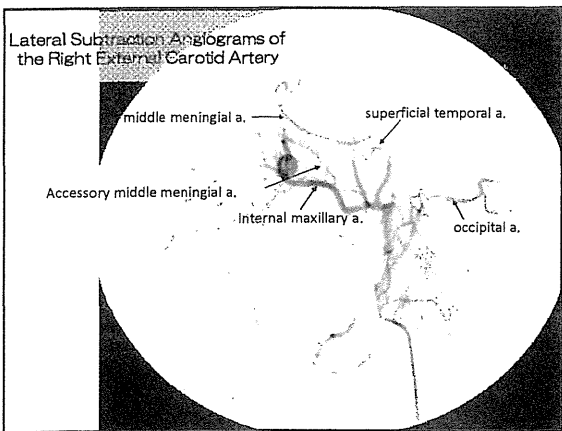 Lateral Subtraction Angiograms of
the Right External Carotid Artery
middle meningial a.
superficial temporal a.
Accessory middle meningial a.
Internal maxillary a.
occipital a.